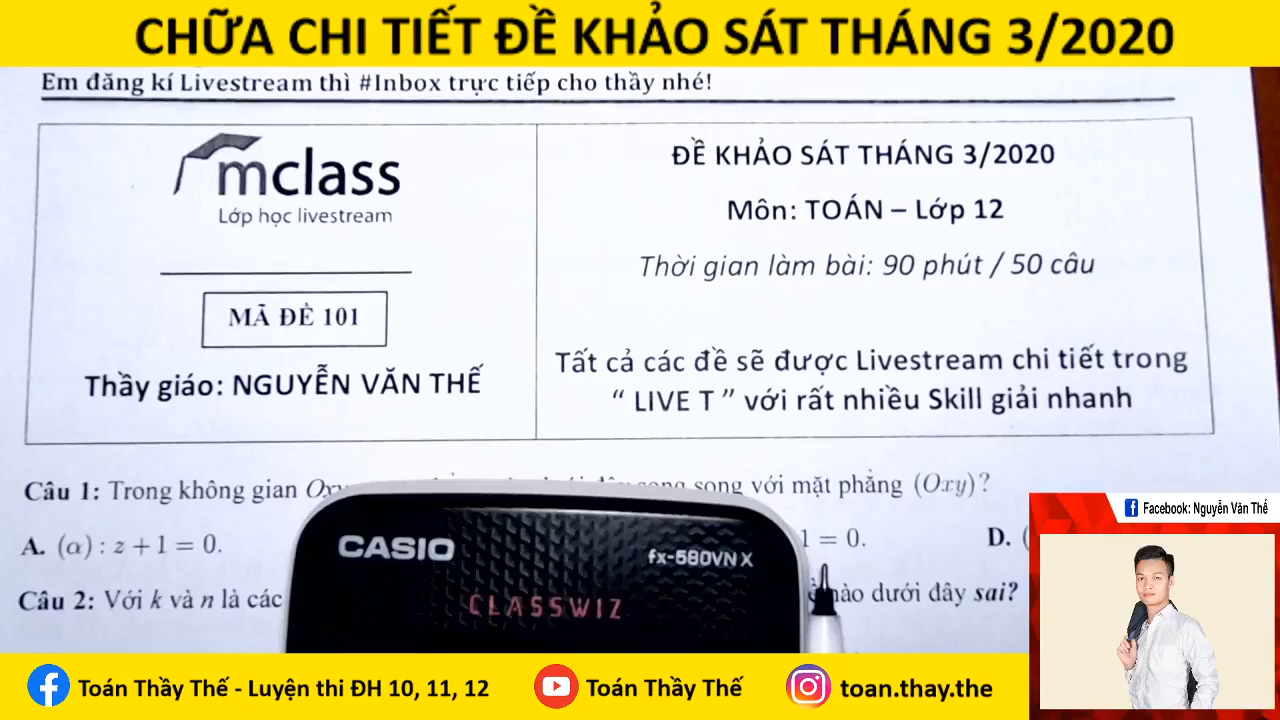 CHỮA CHI TIẾT ĐỀ KHẢO SÁT THÁNG 3/2020
Em đăng kí Livestream thì #Inbox trực tiếp cho thầy nhé!
mclass
Lớp học livestream
MÃ ĐỀ 101
Thầy giáo: NGUYỄN VĂN THẾ
ĐỀ KHẢO SÁT THÁNG 3/2020
Môn: TOÁN – Lớp 12
Thời gian làm bài: 90 phút / 50 câu
Tất cả các đề sẽ được Livestream chi tiết trong
“ LIVE T ” với rất nhiều Skill giải nhanh
Câu 1: Trong không gian song với mặt phẳng (Oxy)?
A. (α) : z + 1 = 0. 1 = 0. D. (
Câu 2: Với k và n là các nào dưới đây sai?
CASIO
fx-580VN X
CLASSWIZ
Facebook: Nguyễn Văn Thế
Toán Thầy Thế - Luyện thi ĐH 10, 11, 12
Toán Thầy Thế
toan.thay.the